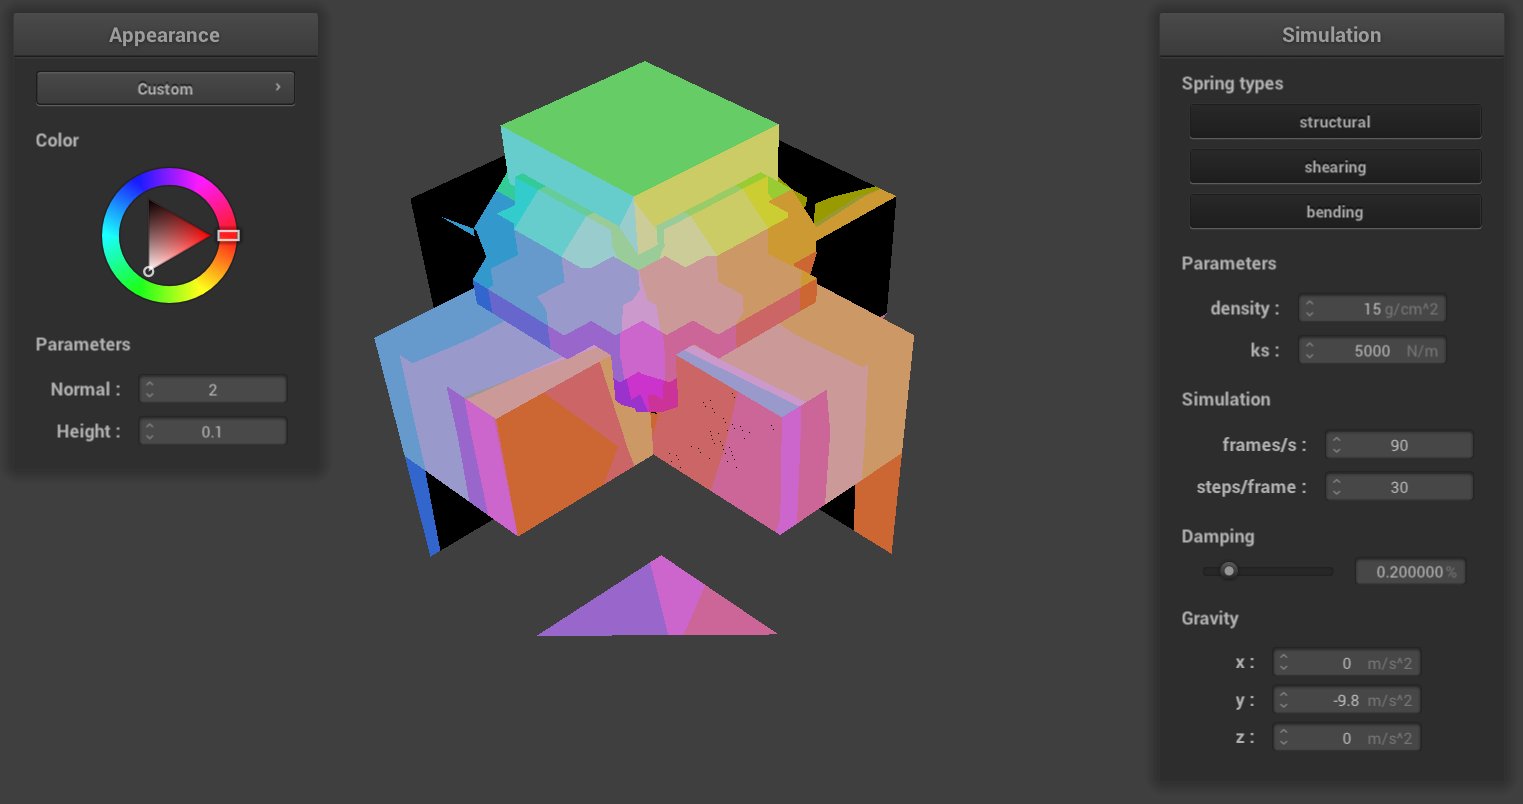 Appearance
Custom
Color
Parameters
Normal : 2
Height : 0.1
Simulation
Spring types
structural
shearing
bending
Parameters
density : 15 g/cm^2
ks : 5000 N/m
Simulation
frames/s : 90
steps/frame : 30
Damping
0.200000 %
Gravity
x : 0 m/s^2
y : -9.8 m/s^2
z : 0 m/s^2